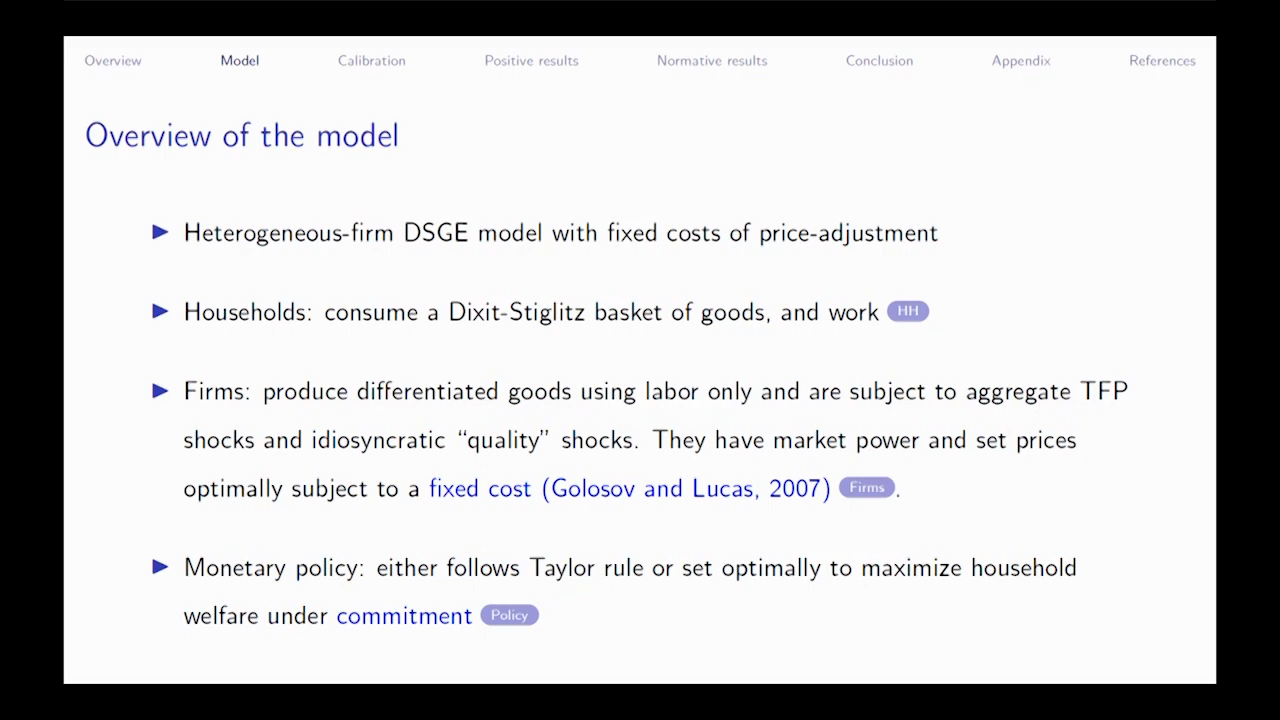 Overview Model Calibration Positive results Normative results Conclusion Appendix References
Overview of the model
Heterogeneous-firm DSGE model with fixed costs of price-adjustment
Households: consume a Dixit-Stiglitz basket of goods, and work HH
Firms: produce differentiated goods using labor only and are subject to aggregate TFP
shocks and idiosyncratic “quality” shocks. They have market power and set prices
optimally subject to a fixed cost (Golosov and Lucas, 2007) Firms .
Monetary policy: either follows Taylor rule or set optimally to maximize household
welfare under commitment Policy